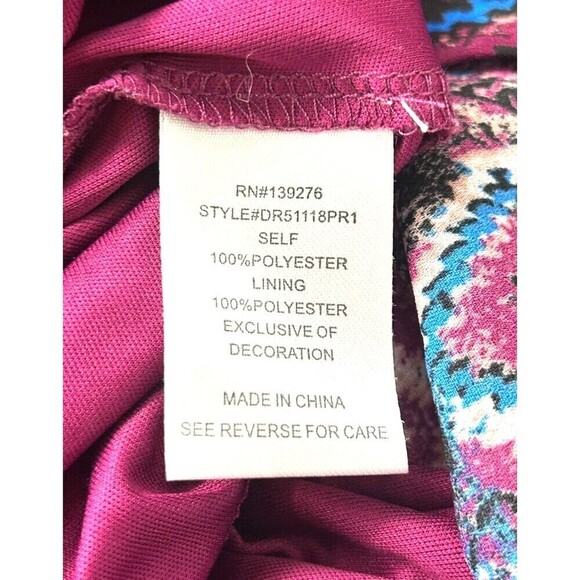 RN#139276
STYLE#DR51118PR1
SELF
100%POLYESTER
LINING
100%POLYESTER
EXCLUSIVE OF
DECORATION
MADE IN CHINA
SEE REVERSE FOR CARE